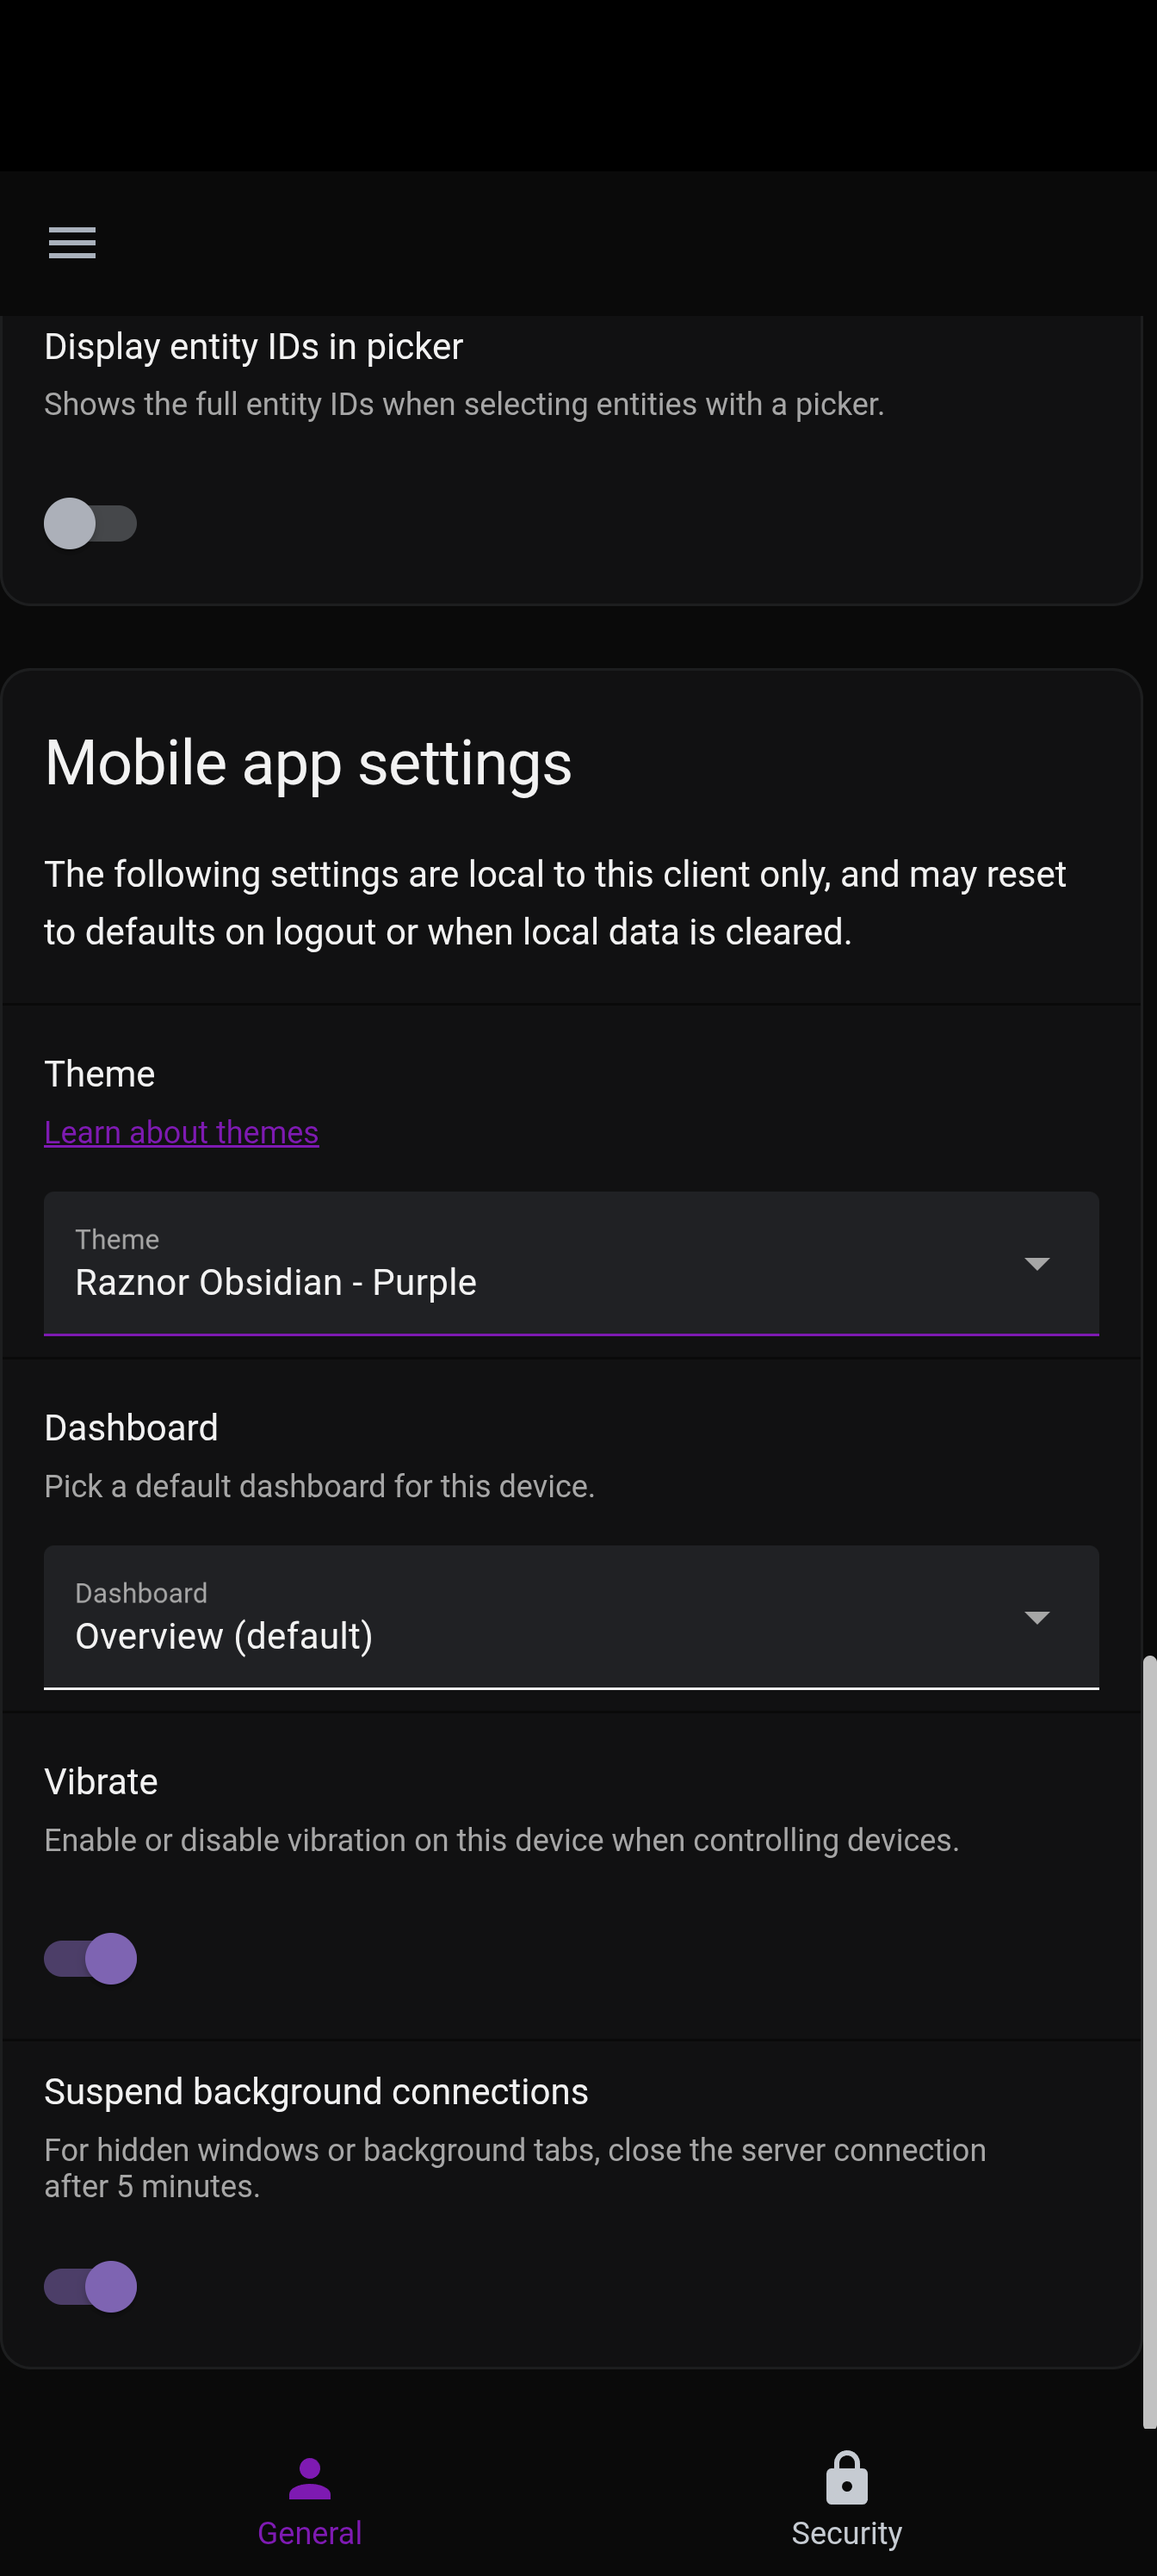 Display entity IDs in picker
Shows the full entity IDs when selecting entities with a picker.
Mobile app settings
The following settings are local to this client only, and may reset
to defaults on logout or when local data is cleared.
Theme
Learn about themes
Theme
Raznor Obsidian - Purple
Dashboard
Pick a default dashboard for this device.
Dashboard
Overview (default)
Vibrate
Enable or disable vibration on this device when controlling devices.
Suspend background connections
For hidden windows or background tabs, close the server connection
after 5 minutes.
General
Security